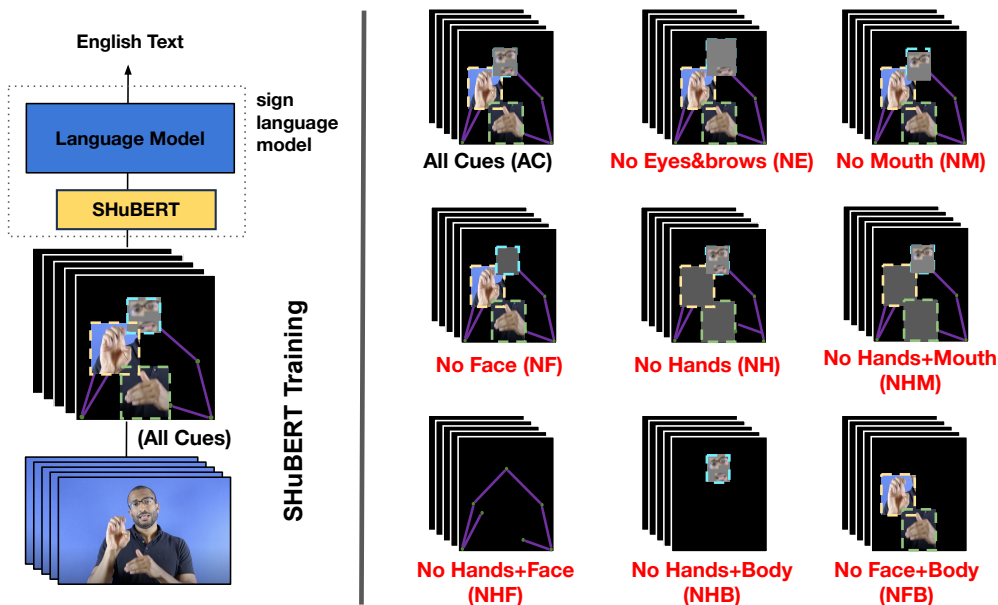 English Text
sign
language
model
Language Model
SHuBERT
(All Cues)
SHuBERT Training
All Cues (AC)
No Eyes&brows (NE)
No Mouth (NM)
No Face (NF)
No Hands (NH)
No Hands+Mouth
(NHM)
No Hands+Face
(NHF)
No Hands+Body
(NHB)
No Face+Body
(NFB)